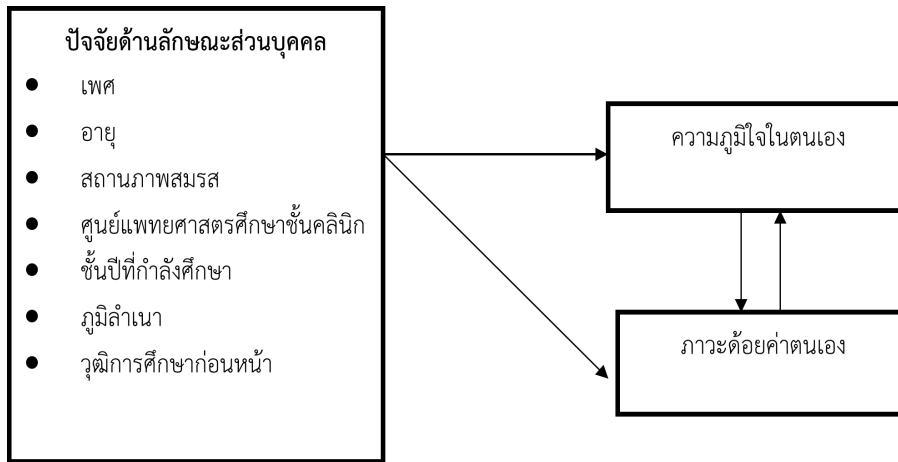 ปัจจัยด้านลักษณะส่วนบุคคล
● เพศ
● อายุ
● สถานภาพสมรส
● ศูนย์แพทยศาสตรศึกษาชั้นคลินิก
● ชั้นปีที่กำลังศึกษา
● ภูมิลำเนา
● วุฒิการศึกษาก่อนหน้า
ความภูมิใจในตนเอง
ภาวะด้อยค่าตนเอง